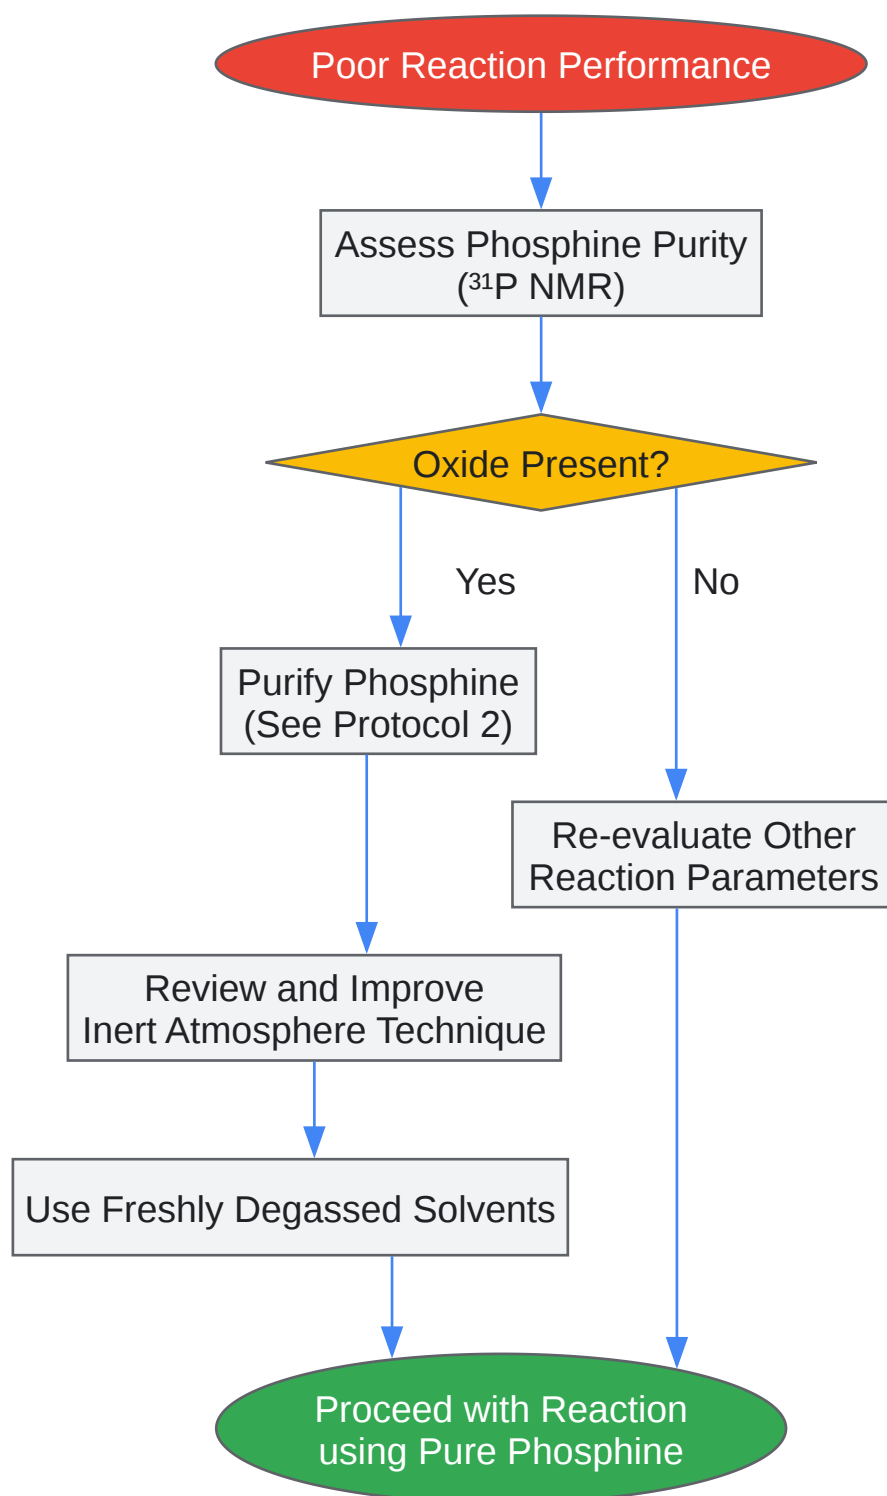 Poor Reaction Performance
Assess Phosphine Purity
(³¹P NMR)
Oxide Present?
Yes
No
Purify Phosphine
(See Protocol 2)
Re-evaluate Other
Reaction Parameters
Review and Improve
Inert Atmosphere Technique
Use Freshly Degassed Solvents
Proceed with Reaction
using Pure Phosphine